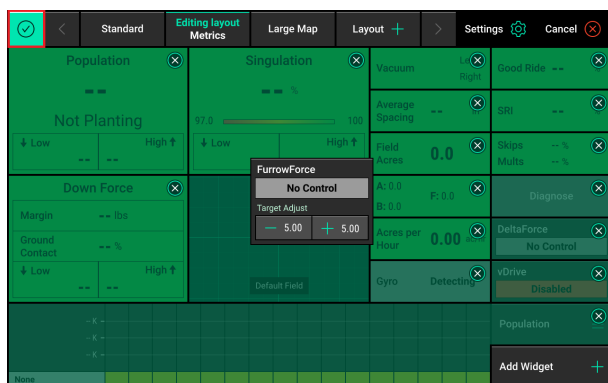 Standard
Editing layout
Metrics
Large Map
Layout
Settings
Cancel
Population
-- 
Not Planting
Low
High
-- --
Singulation
-- %
97.0 100
Low
High
Vacuum
Left
Right
Good Ride -- %
Average
Spacing
--
SRI --
Field
Acres
0.0
Skips -- %
Mults -- %
Down Force
Margin -- lbs
Ground
Contact
-- %
Low
High
-- --
FurrowForce
No Control
Target Adjust
— 5.00 + 5.00
A: 0.0
B: 0.0
F: 0.0
Diagnose
Acres per
Hour
0.00
DeltaForce
No Control
Default Field
Gyro Detecting
vDrive
Disabled
- K -
- K -
- K -
None
Population
Add Widget +